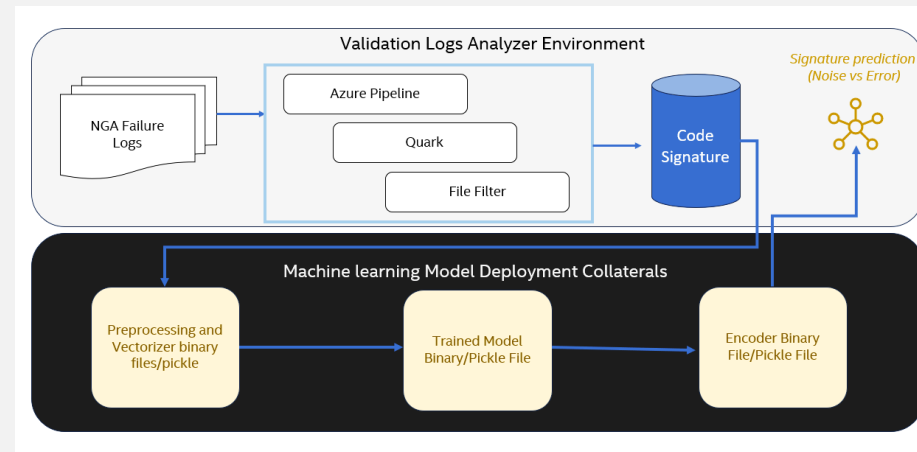 Validation Logs Analyzer Environment
Signature prediction
(Noise vs Error)
NGA Failure
Logs
Azure Pipeline
Quark
File Filter
Code
Signature
Machine learning Model Deployment Collaterals
Preprocessing and
Vectorizer binary
files/pickle
Trained Model
Binary/Pickle File
Encoder Binary
File/Pickle File